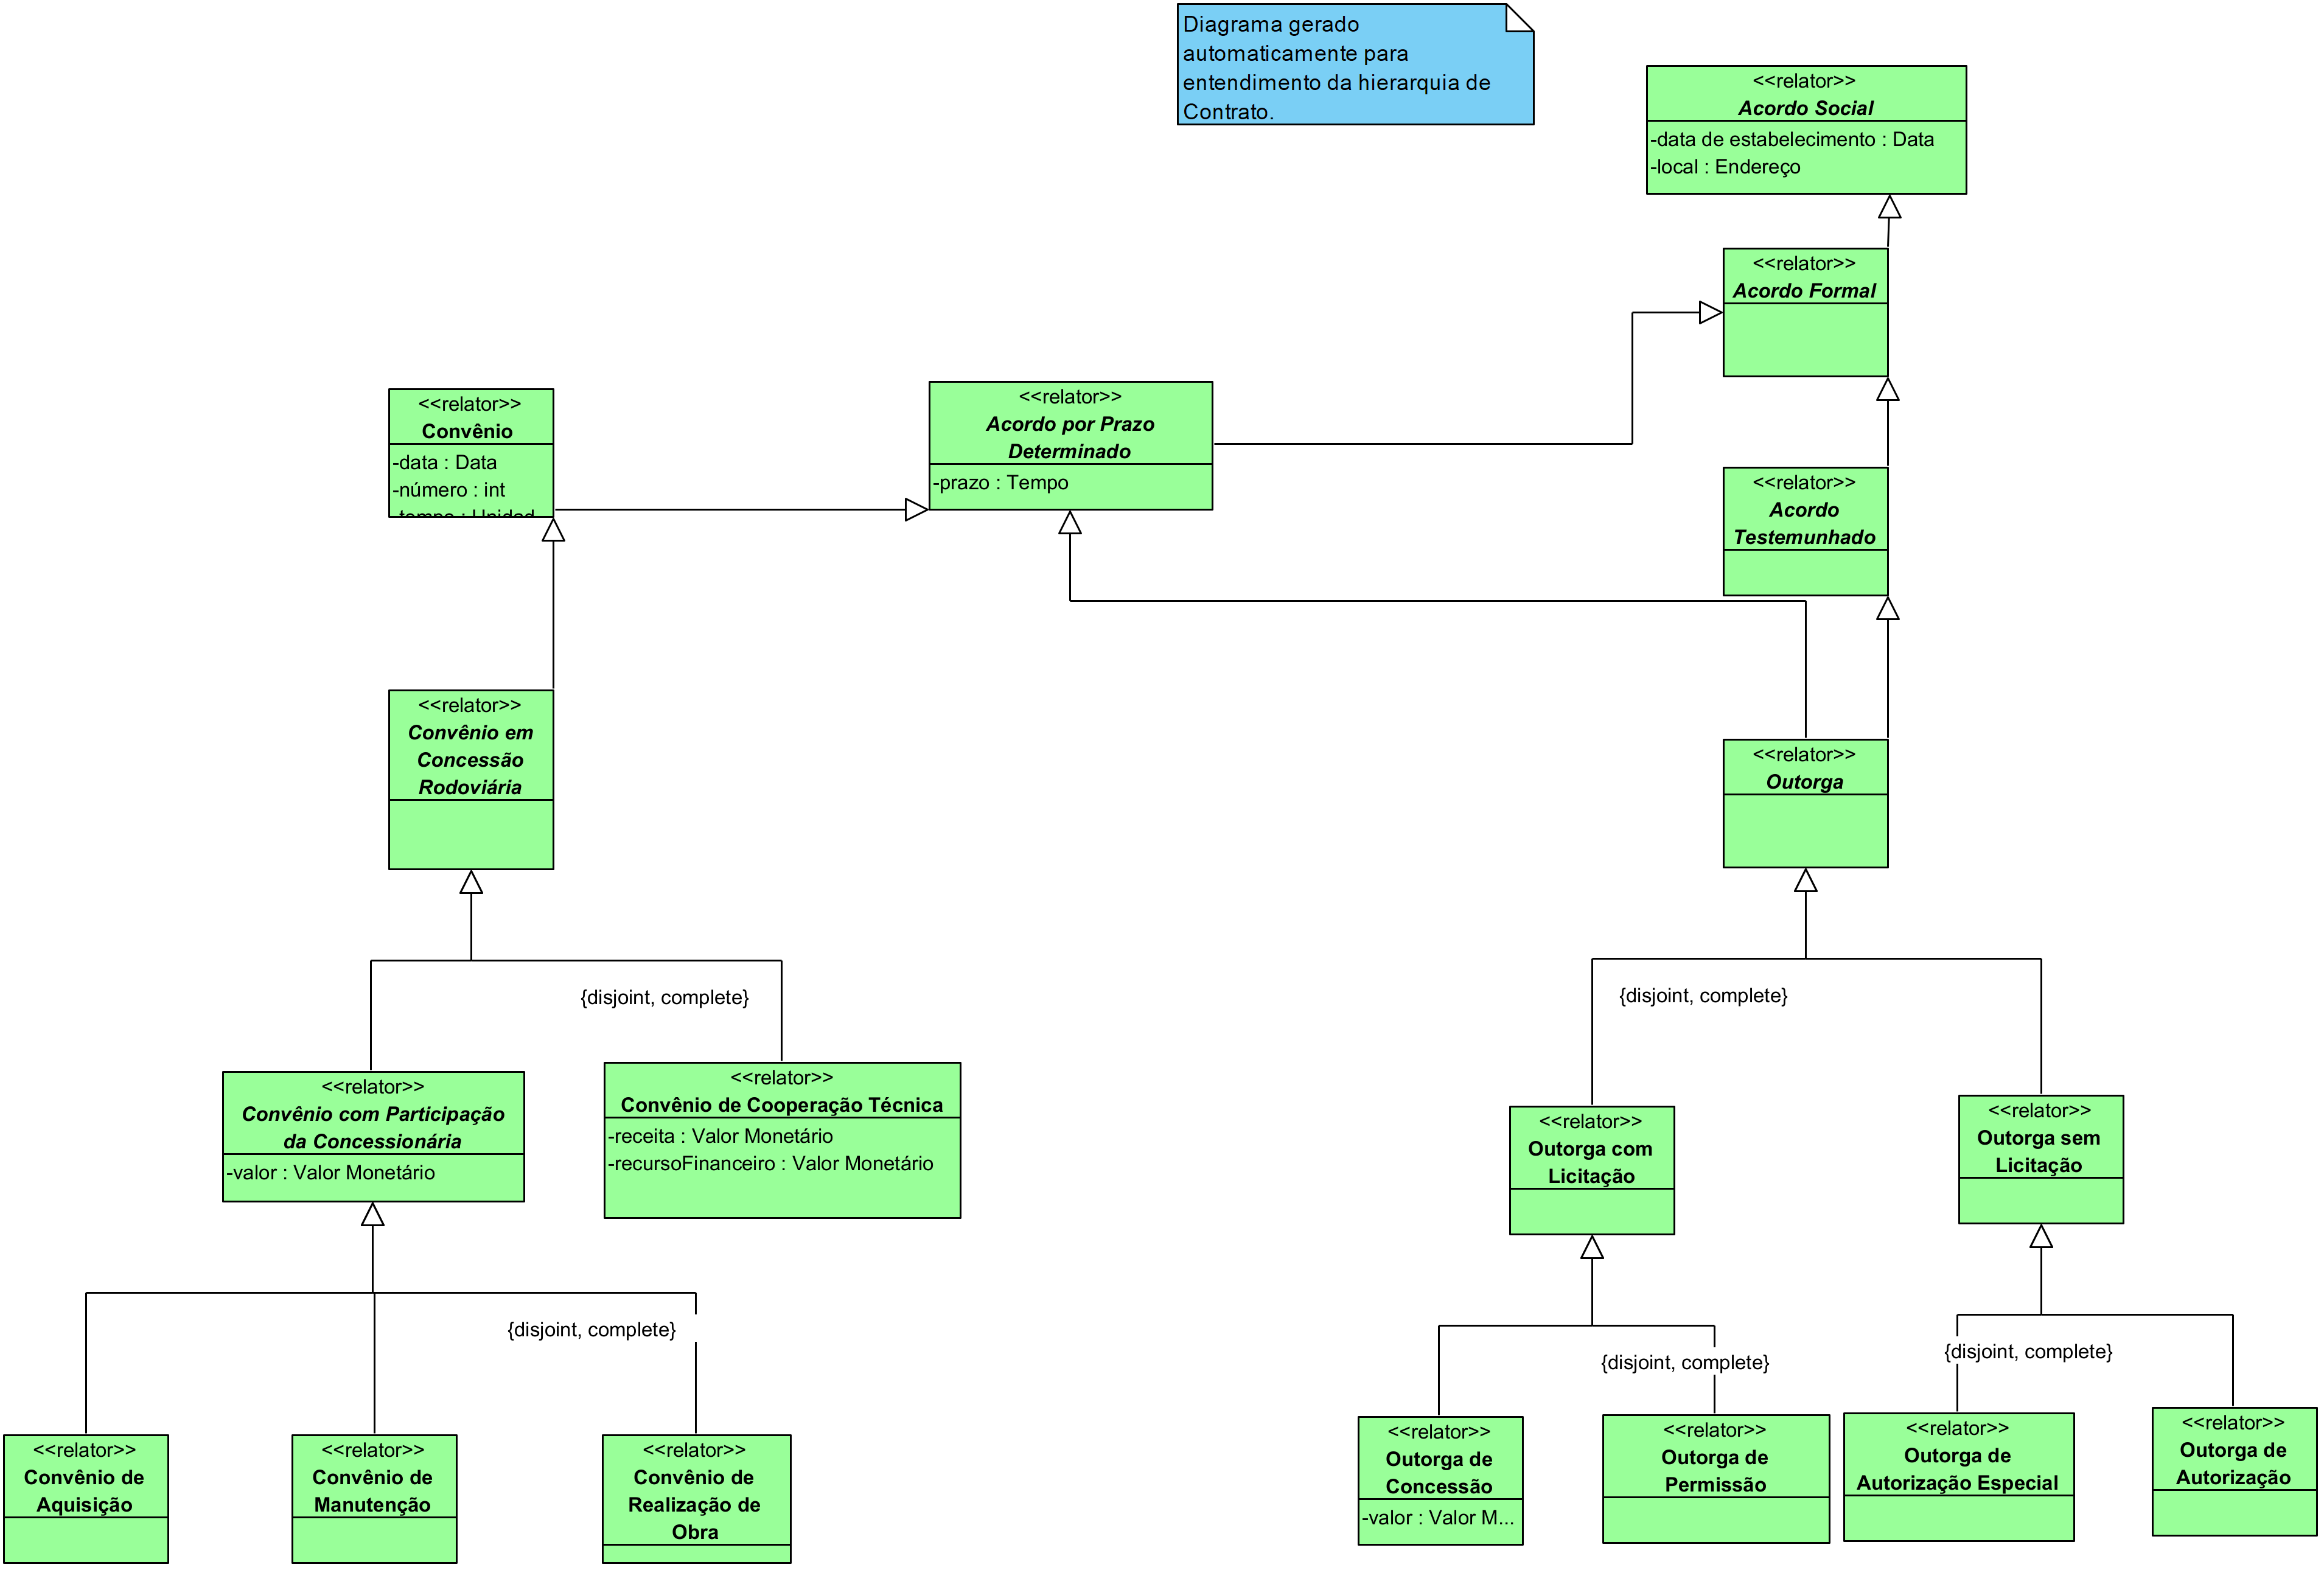 Diagrama gerado
automaticamente para
entendimento da hierarquia de
Contrato.
<<relator>>
Acordo Social
-data de estabelecimento : Data
-local : Endereço
<<relator>>
Acordo Formal
<<relator>>
Convênio
-data : Data
-número : int
-tempo : Unidad
<<relator>>
Acordo por Prazo
Determinado
-prazo : Tempo
<<relator>>
Acordo
Testemunhado
<<relator>>
Convênio em
Concessão
Rodoviária
<<relator>>
Outorga
{disjoint, complete}
{disjoint, complete}
<<relator>>
Convênio com Participação
da Concessionária
-valor : Valor Monetário
<<relator>>
Convênio de Cooperação Técnica
-receita : Valor Monetário
-recursoFinanceiro : Valor Monetário
<<relator>>
Outorga com
Licitação
<<relator>>
Outorga sem
Licitação
{disjoint, complete}
{disjoint, complete}
{disjoint, complete}
<<relator>>
Convênio de
Aquisição
<<relator>>
Convênio de
Manutenção
<<relator>>
Convênio de
Realização de
Obra
<<relator>>
Outorga de
Concessão
-valor : Valor M...
<<relator>>
Outorga de
Permissão
<<relator>>
Outorga de
Autorização Especial
<<relator>>
Outorga de
Autorização